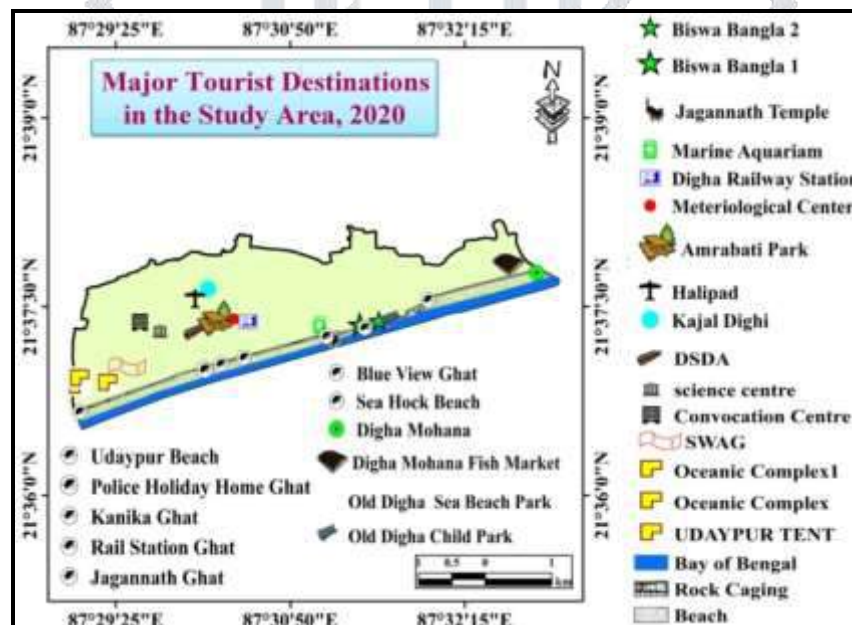 87°29'25"E 87°30'50"E 87°32'15"E
Major Tourist Destinations
in the Study Area, 2020
N
21°39'0"N
21°37'30"N
21°36'0"N
21°39'0"N
21°37'30"N
21°36'0"N
Blue View Ghat
Sea Hock Beach
Digha Mohana
Digha Mohana Fish Market
Old Digha Sea Beach Park
Old Digha Child Park
Udaypur Beach
Police Holiday Home Ghat
Kanika Ghat
Rail Station Ghat
Jagannath Ghat
1 0.5 0 1
km
87°29'25"E 87°30'50"E 87°32'15"E
Biswa Bangla 2
Biswa Bangla 1
Jagannath Temple
Marine Aquariam
Digha Railway Station
Meteriological Center
Amrabati Park
Halipad
Kajal Dighi
DSDA
science centre
Convocation Centre
SWAG
Oceanic Complex1
Oceanic Complex
UDAYPUR TENT
Bay of Bengal
Rock Caging
Beach